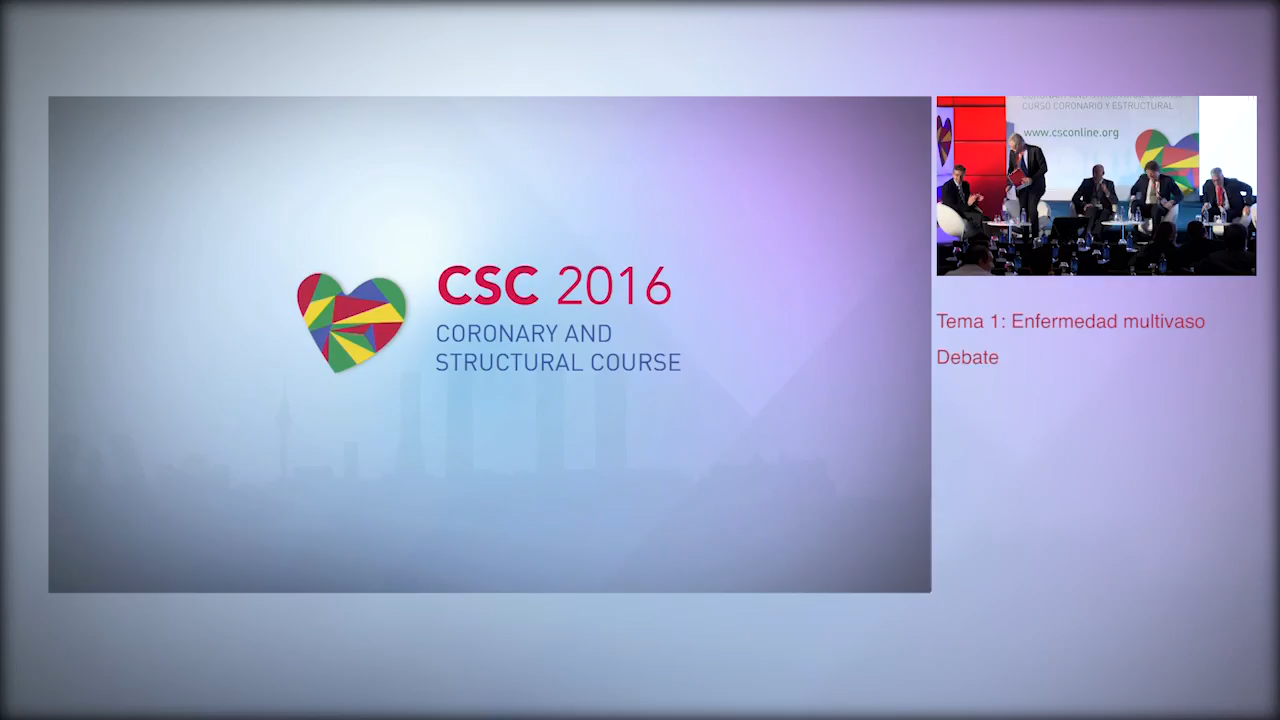 CSC 2016
CORONARY AND
STRUCTURAL COURSE
CURSO CORONARIO Y ESTRUCTURAL
www.csconline.org
Tema 1: Enfermedad multivaso
Debate